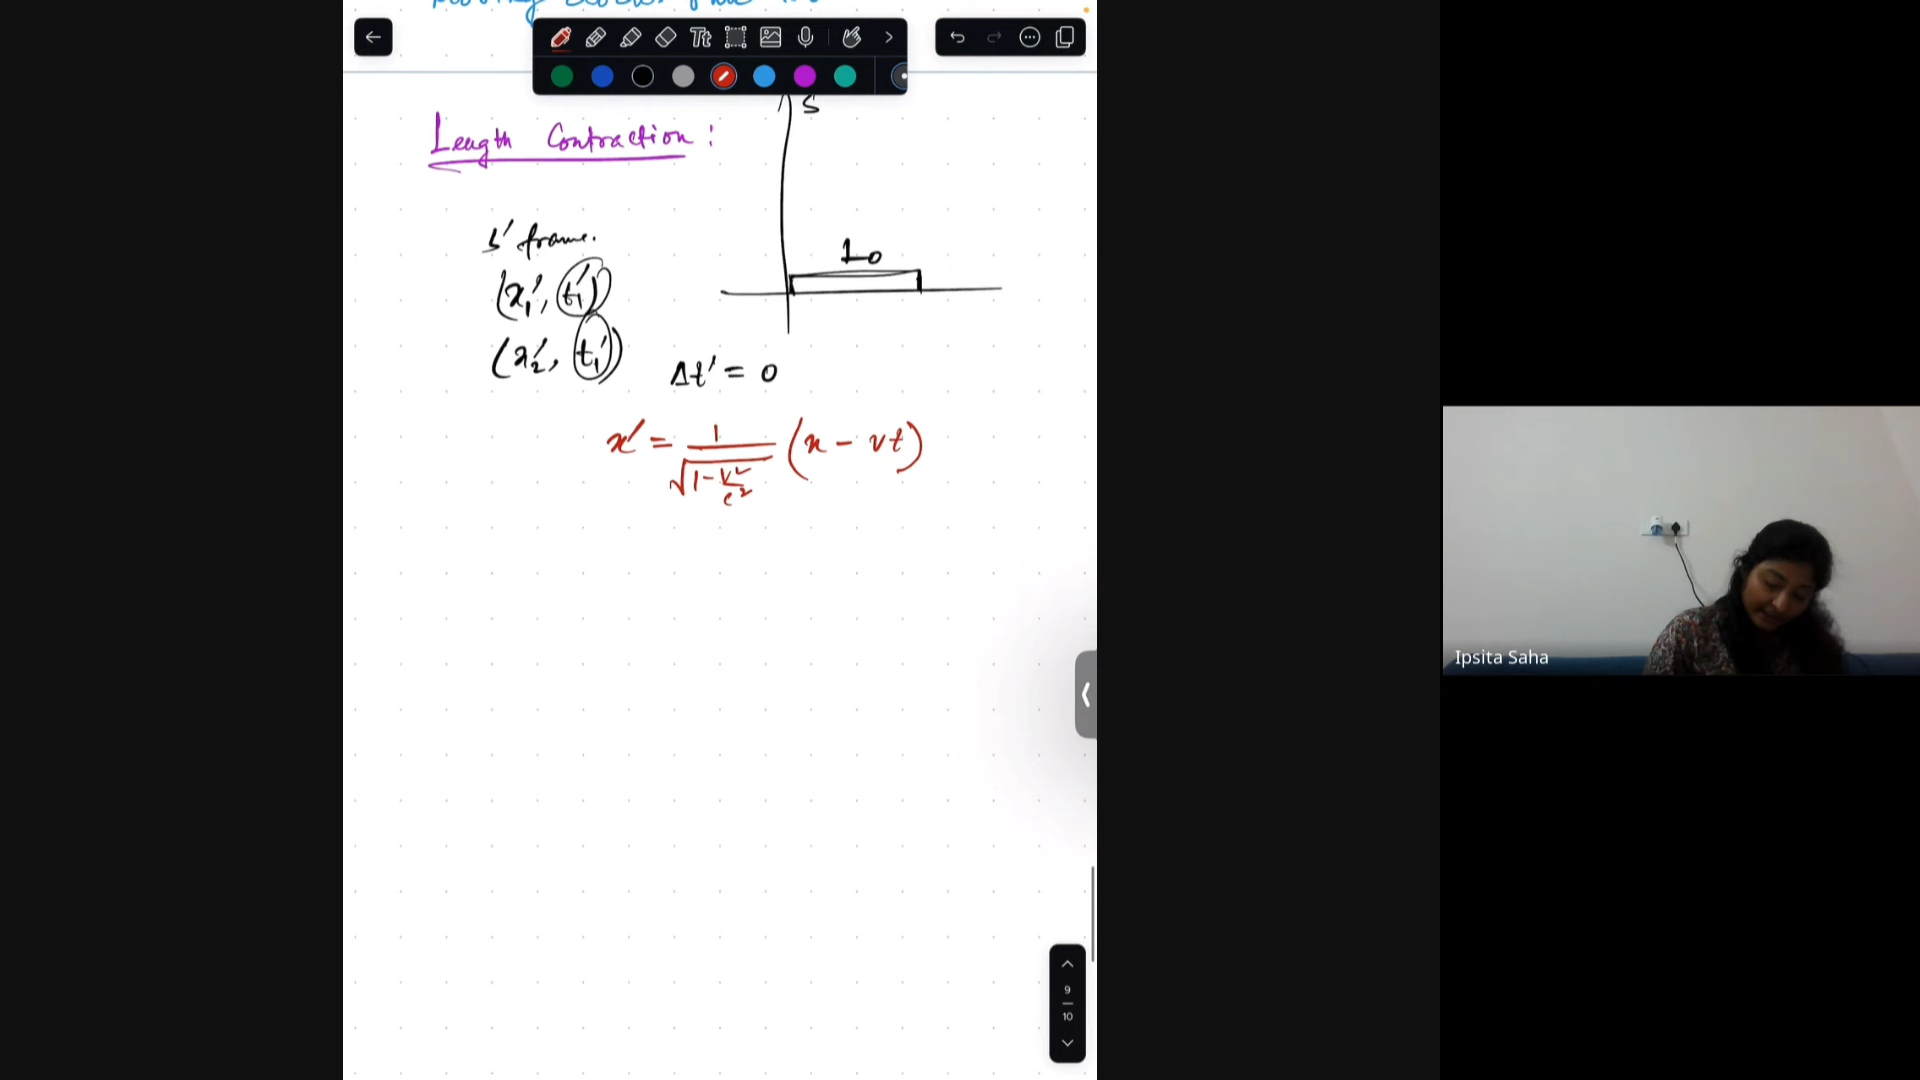 Tt
S
Length Contraction :
s' frame.
L0
(x₁', t₁')
(x₂', t₁')
Δt' = 0
x' = 1/√(1 - v²/c²) (x - vt)
Ipsita Saha
9
10